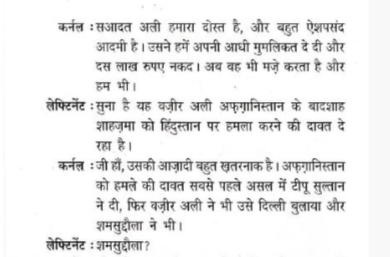 कर्नल : सआदत अली हमारा दोस्त है, और बहुत ऐशपसंद
आदमी है। उसने हमें अपनी आधी मुमलिकत दे दी और
दस लाख रुपए नकद। अब वह भी मज़े करता है और
हम भी।
लेफ्टिनेंट : सुना है यह वज़ीर अली अफ़ग़ानिस्तान के बादशाह
शाहज़मा को हिंदुस्तान पर हमला करने की दावत दे
रहा है।
कर्नल : जी हाँ, उसकी आज़ादी बहुत ख़तरनाक है। अफ़ग़ानिस्तान
को हमले की दावत सबसे पहले असल में टीपू सुल्तान
ने दी, फिर वज़ीर अली ने भी उसे दिल्ली बुलाया और
शमसुद्दौला ने भी।
लेफ्टिनेंट : शमसुद्दौला?